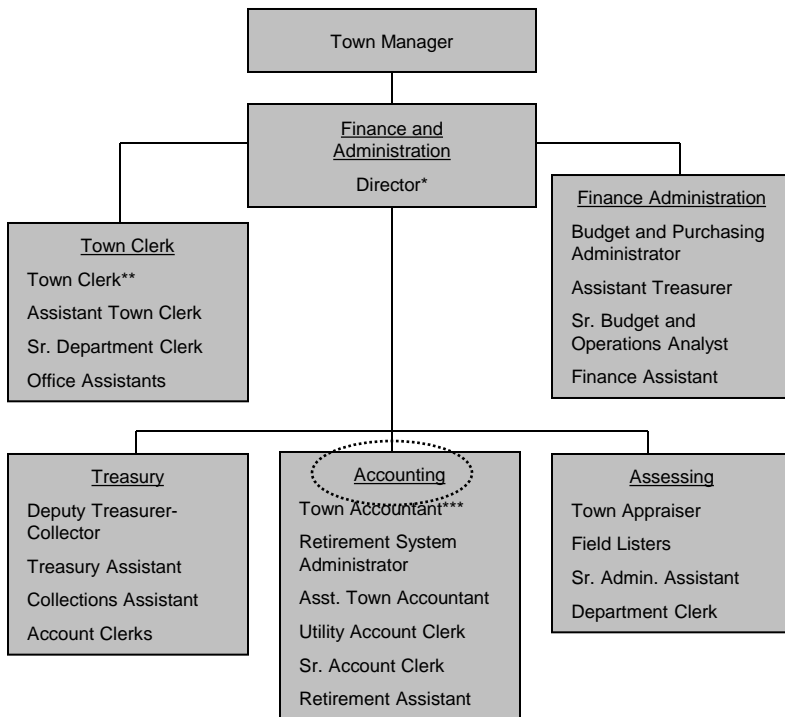 Town Manager
Finance and
Administration
Director*
Town Clerk
Town Clerk**
Assistant Town Clerk
Sr. Department Clerk
Office Assistants
Finance Administration
Budget and Purchasing
Administrator
Assistant Treasurer
Sr. Budget and
Operations Analyst
Finance Assistant
Treasury
Deputy Treasurer-
Collector
Treasury Assistant
Collections Assistant
Account Clerks
Accounting
Town Accountant***
Retirement System
Administrator
Asst. Town Accountant
Utility Account Clerk
Sr. Account Clerk
Retirement Assistant
Assessing
Town Appraiser
Field Listers
Sr. Admin. Assistant
Department Clerk